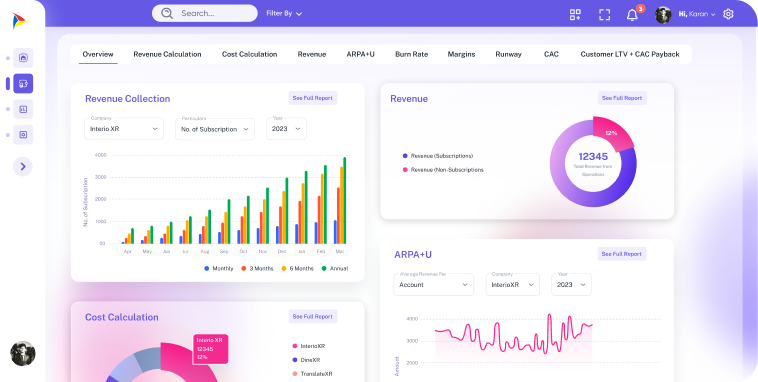 Search...
Filter By
3
Hi, Karan
Overview
Revenue Calculation
Cost Calculation
Revenue
ARPA+U
Burn Rate
Margins
Runway
CAC
Customer LTV + CAC Payback
Revenue Collection
See Full Report
Company
Interio XR
Particulars
No. of Subscription
Year
2023
No. of Subscription
4000
3000
2000
1000
00
Apr
May
Jun
Jul
Aug
Sep
Oct
Nov
Dec
Jan
Feb
Mar
Monthly
3 Months
6 Months
Annual
Revenue
See Full Report
Revenue (Subscriptions)
Revenue (Non-Subscriptions
12%
12345
Total Revenue from
Operations
ARPA+U
See Full Report
Average Revenue Per
Account
Company
InterioXR
Year
2023
Amount
4000
3000
2000
Cost Calculation
See Full Report
Interio XR
12345
12%
InterioXR
DineXR
TranslateXR